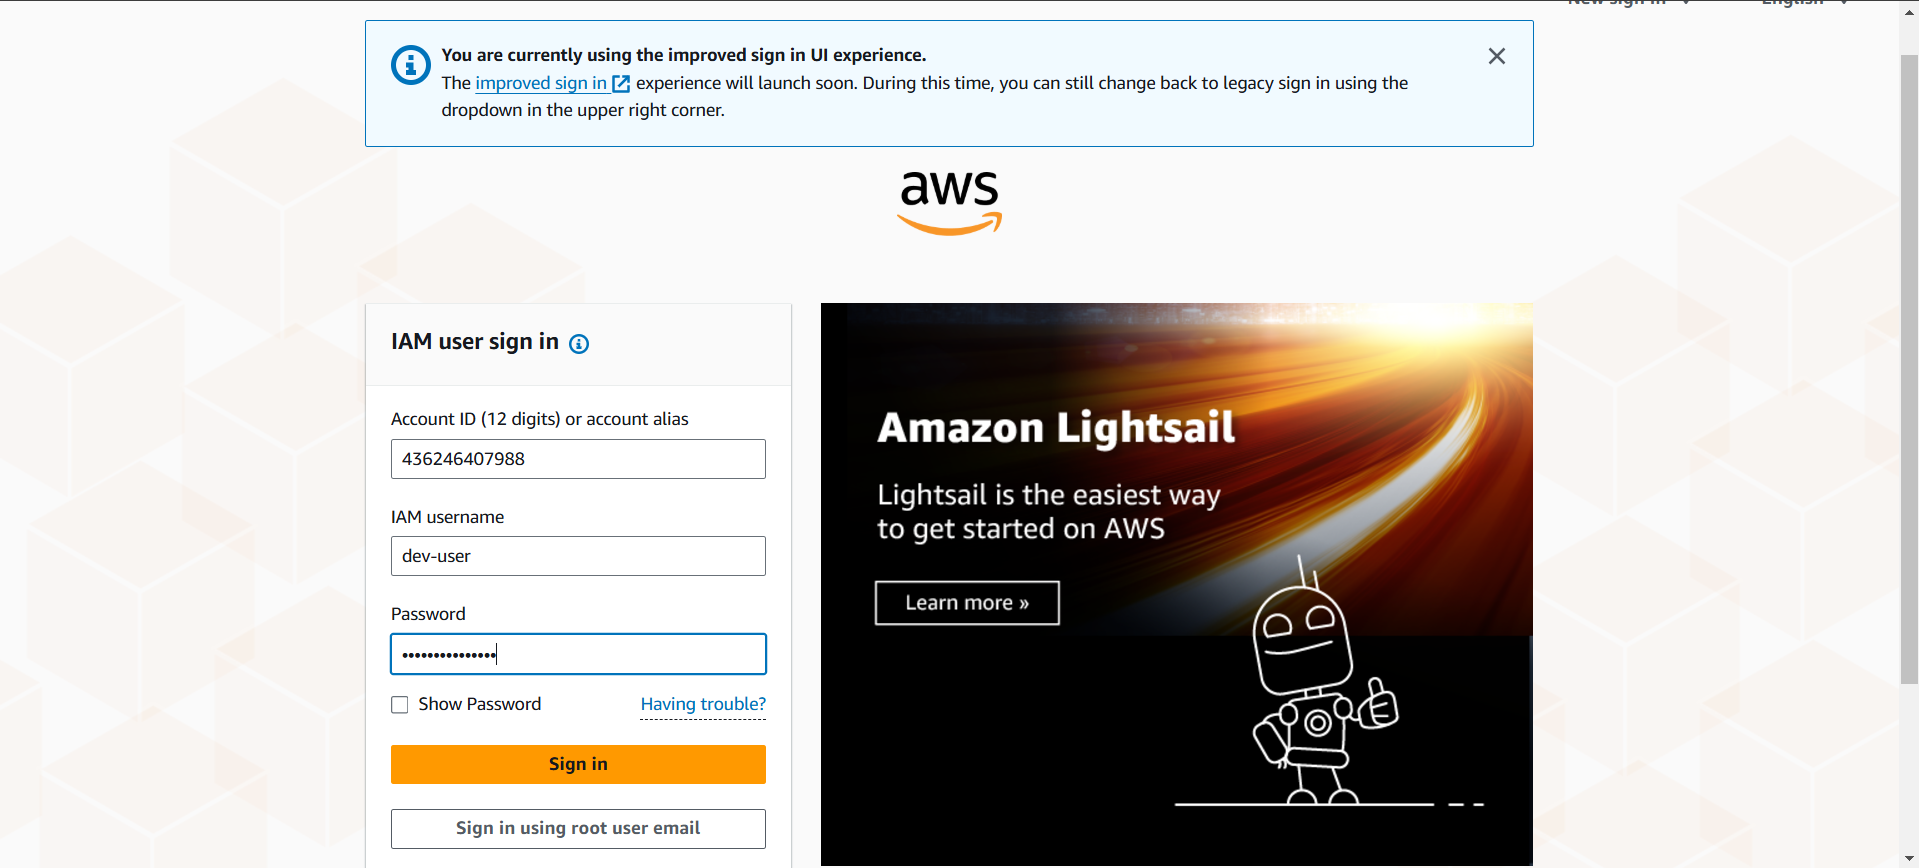 New sign in
English
You are currently using the improved sign in UI experience.
The improved sign in experience will launch soon. During this time, you can still change back to legacy sign in using the
dropdown in the upper right corner.
aws
IAM user sign in
Account ID (12 digits) or account alias
436246407988
IAM username
dev-user
Password
•••••••••••••••
Show Password
Having trouble?
Sign in
Sign in using root user email
Amazon Lightsail
Lightsail is the easiest way
to get started on AWS
Learn more »